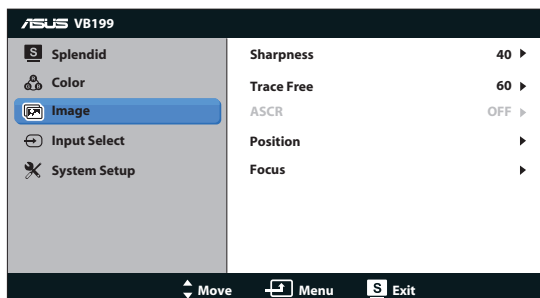 ASUS VB199
S Splendid
Color
Image
Input Select
System Setup
Sharpness 40
Trace Free 60
ASCR OFF
Position
Focus
Move Menu S Exit